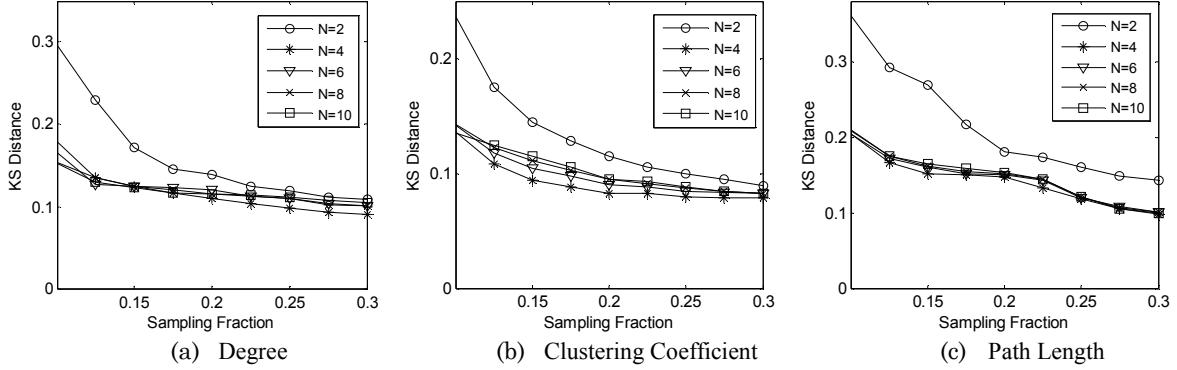 KS Distance
0.3
0.2
0.1
0
0.15
0.2
0.25
0.3
Sampling Fraction
N=2
N=4
N=6
N=8
N=10
(a) Degree
KS Distance
0.2
0.1
0
0.15
0.2
0.25
0.3
Sampling Fraction
N=2
N=4
N=6
N=8
N=10
(b) Clustering Coefficient
KS Distance
0.3
0.2
0.1
0
0.15
0.2
0.25
0.3
Sampling Fraction
N=2
N=4
N=6
N=8
N=10
(c) Path Length